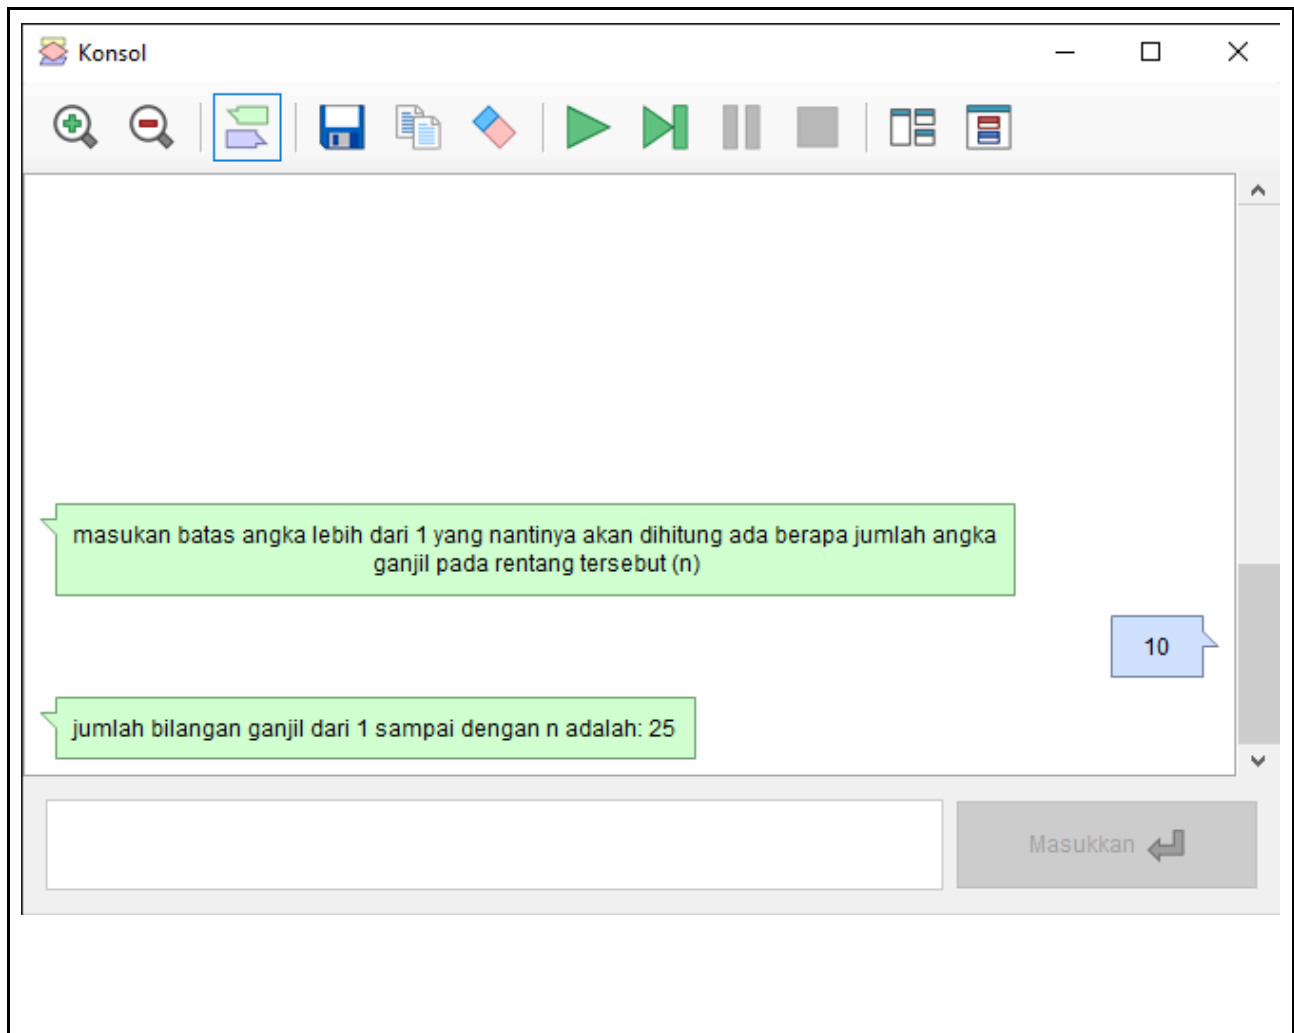 Konsol
masukan batas angka lebih dari 1 yang nantinya akan dihitung ada berapa jumlah angka
ganjil pada rentang tersebut (n)
10
jumlah bilangan ganjil dari 1 sampai dengan n adalah: 25
Masukkan